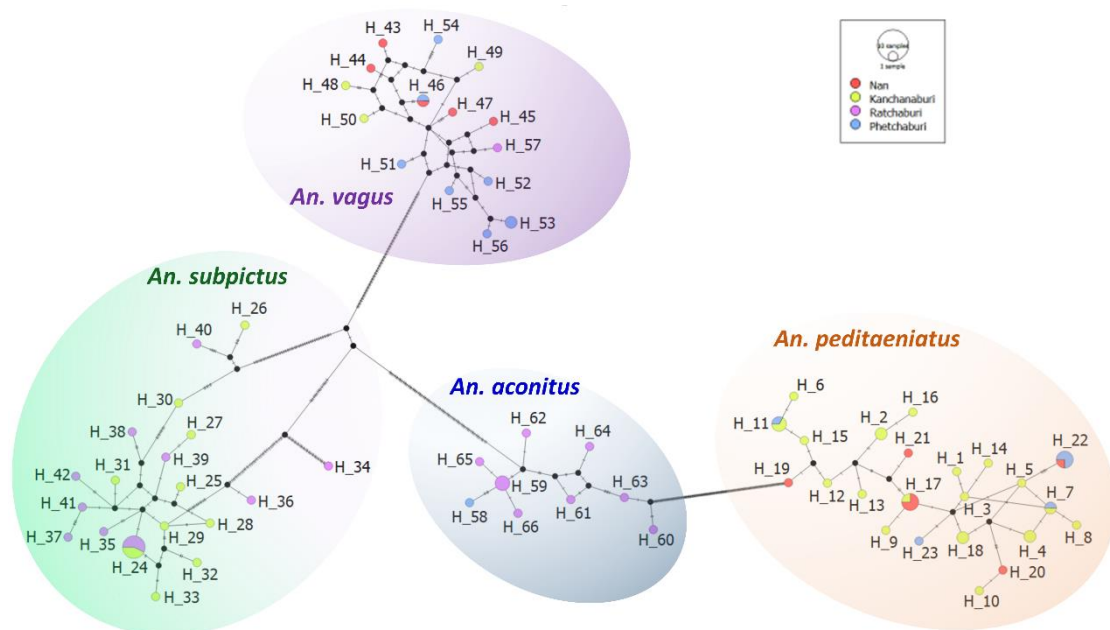 H_43
H_54
H_44
H_49
H_48
H_46
H_47
H_45
H_50
H_57
H_51
H_52
An. vagus
H_55
H_53
H_56
10 samples
1 sample
Nan
Kanchanaburi
Ratchaburi
Phetchaburi
An. subpictus
H_26
H_40
H_30
H_27
H_38
H_39
H_42
H_31
H_25
H_41
H_28
H_29
H_37
H_35
H_24
H_32
H_33
H_34
H_36
An. aconitus
H_62
H_64
H_65
H_59
H_63
H_58
H_61
H_66
H_60
An. peditaeniatus
H_6
H_16
H_11
H_2
H_15
H_21
H_14
H_22
H_1
H_5
H_19
H_12
H_13
H_17
H_3
H_7
H_9
H_23
H_18
H_4
H_8
H_20
H_10